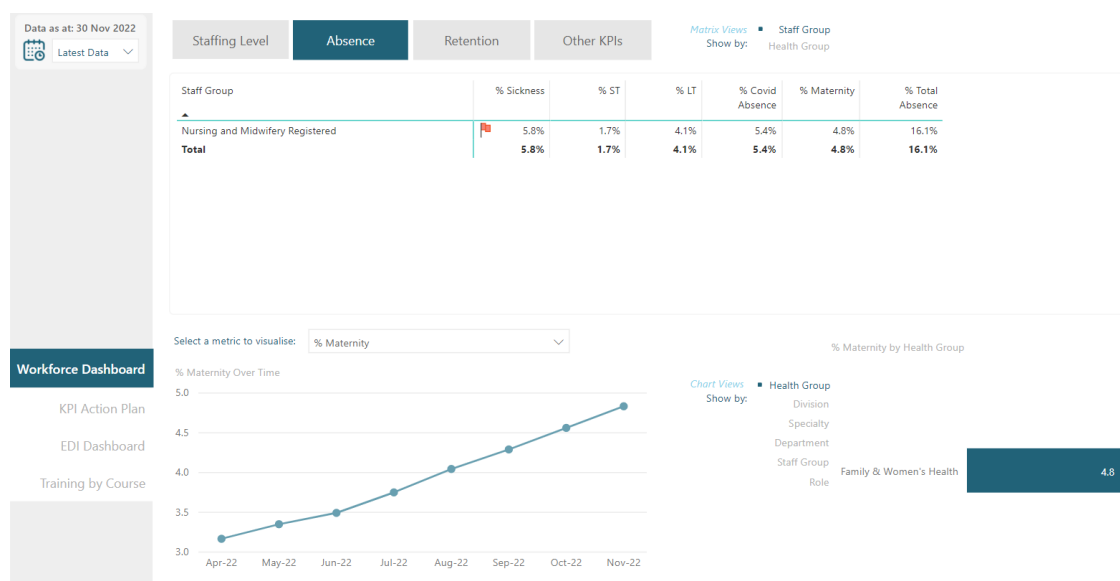 Data as at: 30 Nov 2022
Latest Data
Staffing Level
Absence
Retention
Other KPIs
Matrix Views
Show by:
Staff Group
Health Group
Staff Group
% Sickness
% ST
% LT
% Covid
Absence
% Maternity
% Total
Absence
Nursing and Midwifery Registered 5.8% 1.7% 4.1% 5.4% 4.8% 16.1%
Total 5.8% 1.7% 4.1% 5.4% 4.8% 16.1%
Workforce Dashboard
KPI Action Plan
EDI Dashboard
Training by Course
Select a metric to visualise: % Maternity
% Maternity Over Time
5.0
4.5
4.0
3.5
3.0
Apr-22 May-22 Jun-22 Jul-22 Aug-22 Sep-22 Oct-22 Nov-22
% Maternity by Health Group
Chart Views
Show by:
Health Group
Division
Specialty
Department
Staff Group
Role
Family & Women's Health 4.8